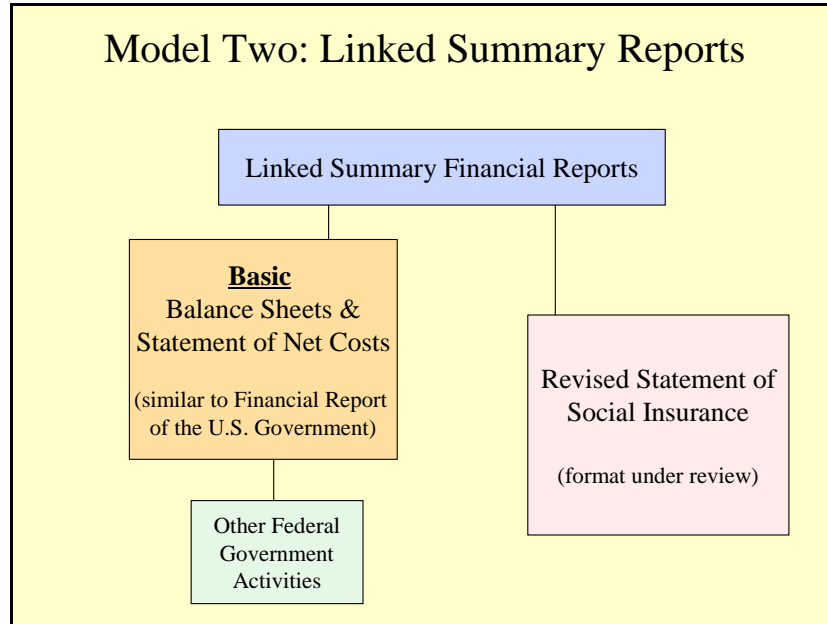 Model Two: Linked Summary Reports
Linked Summary Financial Reports
Basic
Balance Sheets &
Statement of Net Costs
(similar to Financial Report
of the U.S. Government)
Revised Statement of
Social Insurance
(format under review)
Other Federal
Government
Activities